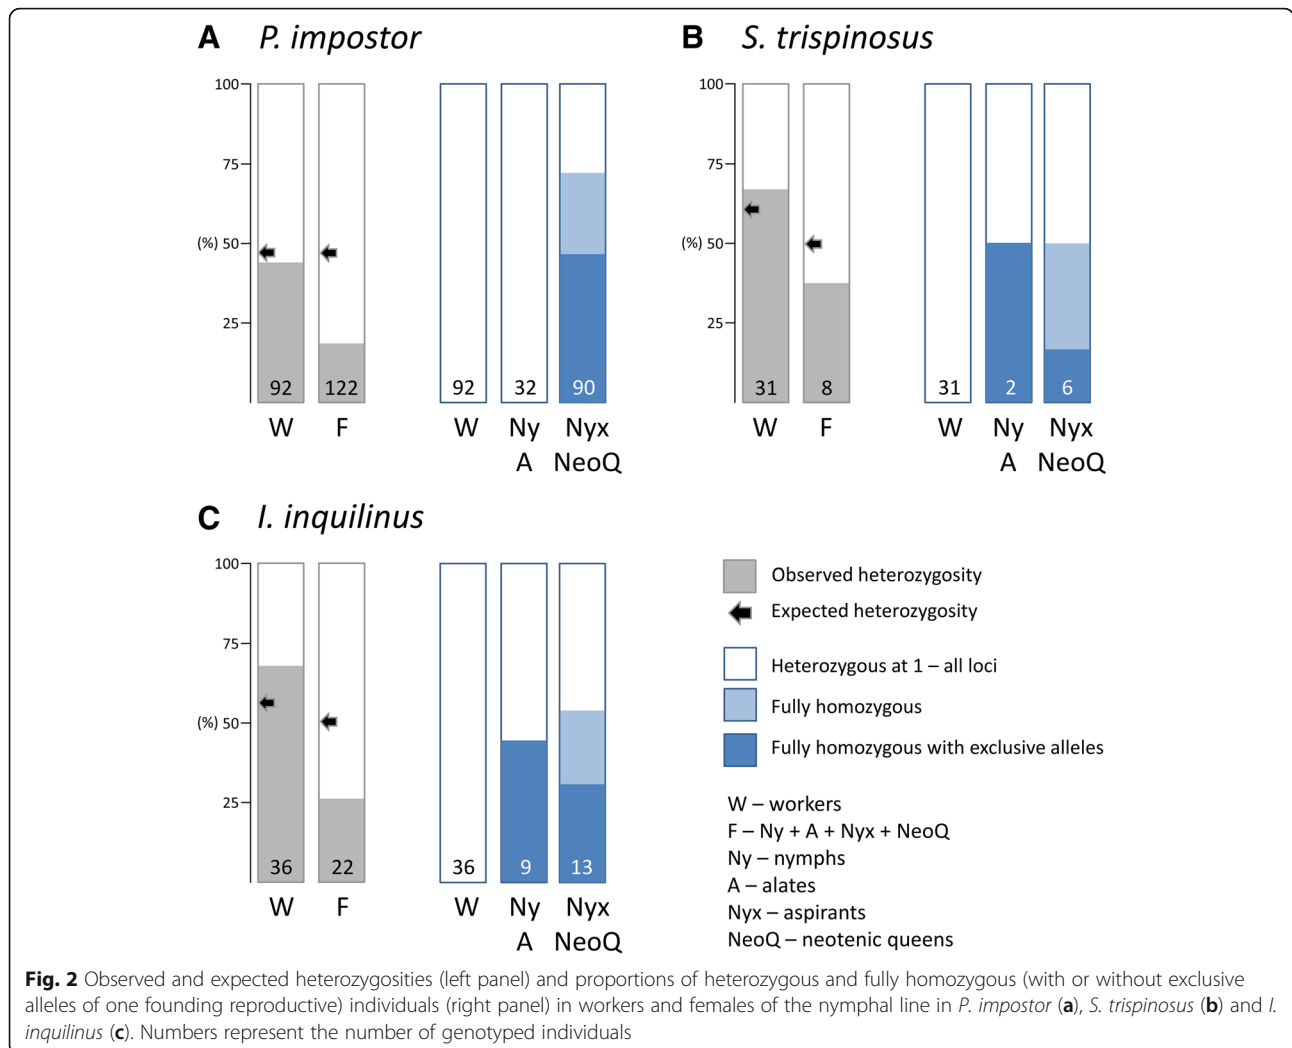 A P. impostor
100
75
(%) 50
25
92 122 92 32 90
W F W Ny Nyx
A NeoQ
B S. trispinosus
100
75
(%) 50
25
31 8 31 2 6
W F W Ny Nyx
A NeoQ
C I. inquilinus
100
75
(%) 50
25
36 22 36 9 13
W F W Ny Nyx
A NeoQ
Observed heterozygosity
Expected heterozygosity
Heterozygous at 1 – all loci
Fully homozygous
Fully homozygous with exclusive alleles
W – workers
F – Ny + A + Nyx + NeoQ
Ny – nymphs
A – alates
Nyx – aspirants
NeoQ – neotenic queens
Fig. 2 Observed and expected heterozygosities (left panel) and proportions of heterozygous and fully homozygous (with or without exclusive
alleles of one founding reproductive) individuals (right panel) in workers and females of the nymphal line in P. impostor (a), S. trispinosus (b) and I.
inquilinus (c). Numbers represent the number of genotyped individuals